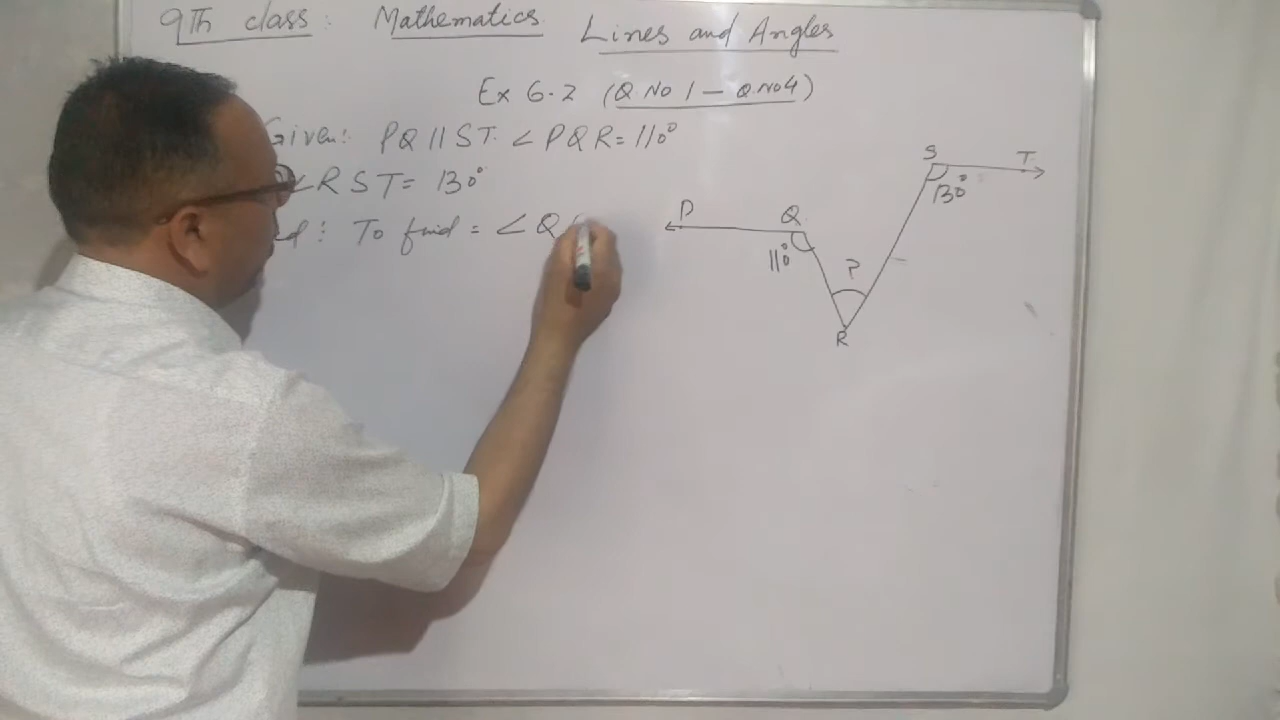 9Th class: Mathematics Lines and Angles
Ex 6.2 (Q.No 1 — Q.No 4)
Given: PQ || ST. ∠PQR = 110°
∠RST = 130°
To find = ∠Q
S T
130°
P Q
110°
?
R